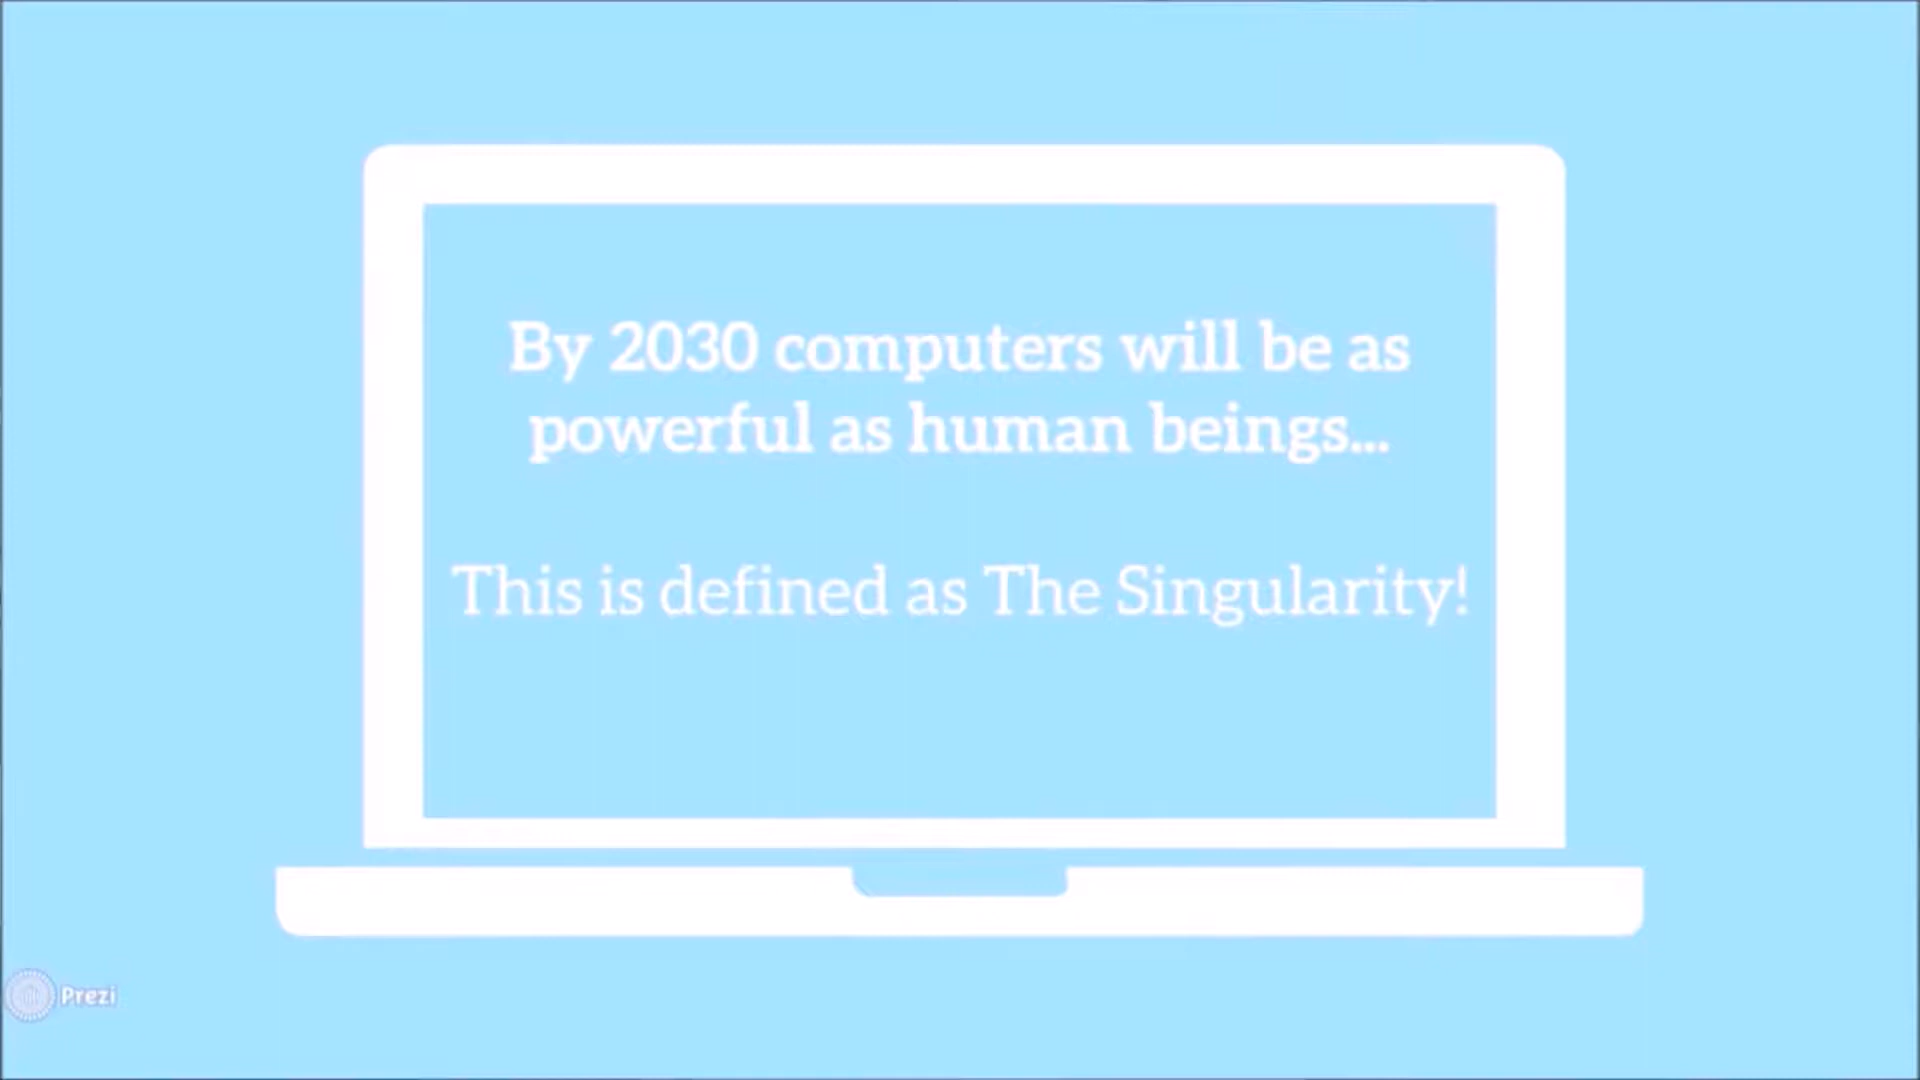 By 2030 computers will be as
powerful as human beings...
This is defined as The Singularity!
Prezi